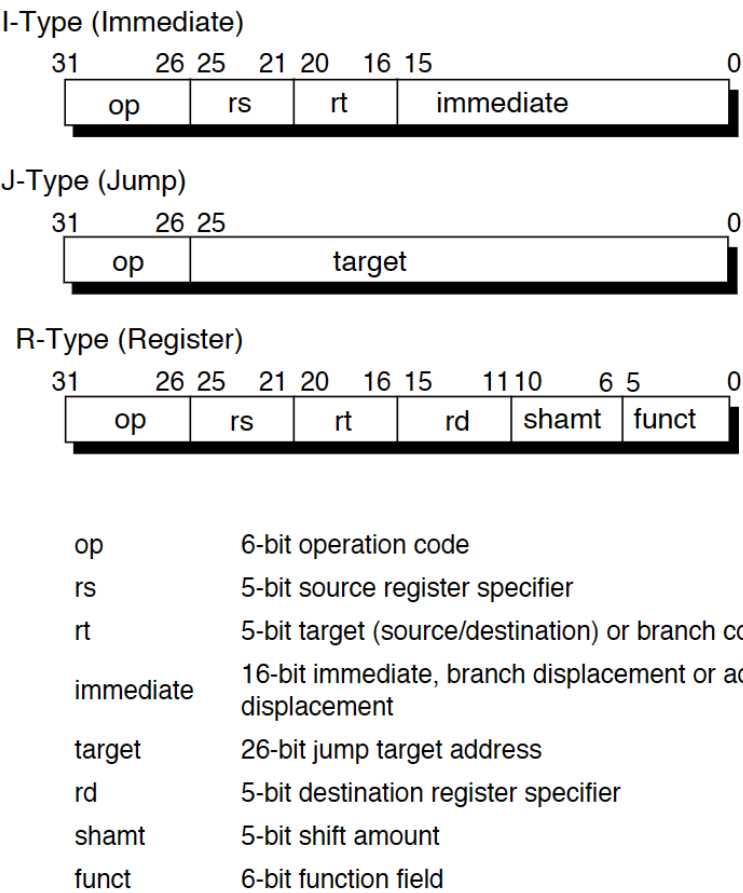 I-Type (Immediate)
31 26 25 21 20 16 15 0
op rs rt immediate
J-Type (Jump)
31 26 25 0
op target
R-Type (Register)
31 26 25 21 20 16 15 11 10 6 5 0
op rs rt rd shamt funct
op 6-bit operation code
rs 5-bit source register specifier
rt 5-bit target (source/destination) or branch
immediate 16-bit immediate, branch displacement or
displacement
target 26-bit jump target address
rd 5-bit destination register specifier
shamt 5-bit shift amount
funct 6-bit function field